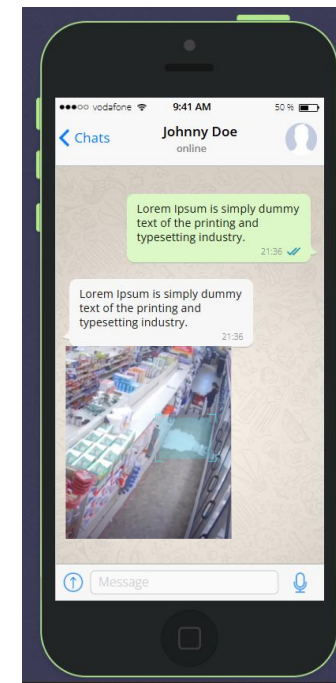 vodafone
9:41 AM
50 %
Chats
Johnny Doe
online
Lorem Ipsum is simply dummy
text of the printing and
typesetting industry.
21:36
Lorem Ipsum is simply dummy
text of the printing and
typesetting industry.
21:36
Message